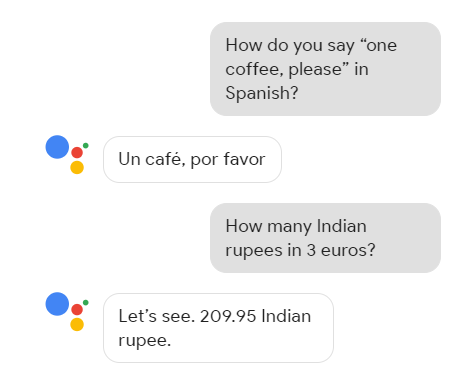 How do you say “one
coffee, please” in
Spanish?
Un café, por favor
How many Indian
rupees in 3 euros?
Let’s see. 209.95 Indian
rupee.